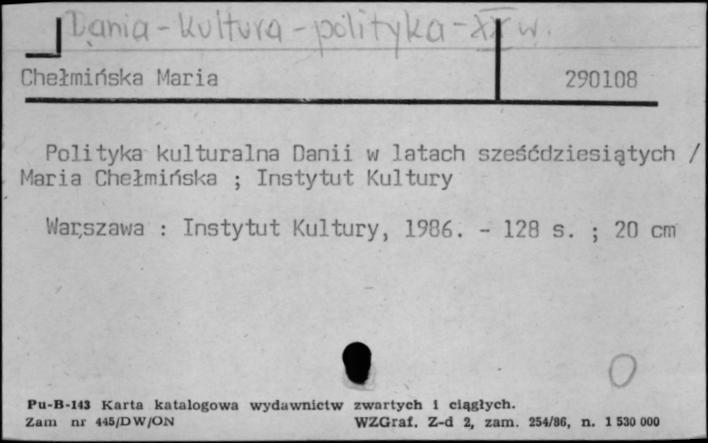 Dania - kultura - polityka - XX w.
Chełmińska Maria 290108
Polityka kulturalna Danii w latach sześćdziesiątych /
Maria Chełmińska ; Instytut Kultury
Warszawa : Instytut Kultury, 1986. - 128 s. ; 20 cm
O
Pu-B-143 Karta katalogowa wydawnictw zwartych i ciągłych.
Zam nr 445/DW/ON WZGraf. Z-d 2, zam. 254/86, n. 1 530 000